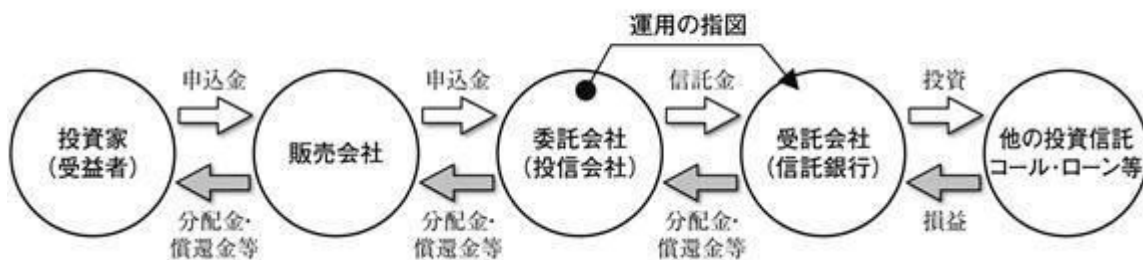 運用の指図
申込金
申込金
信託金
投資
投資家
(受益者)
販売会社
委託会社
(投信会社)
受託会社
(信託銀行)
他の投資信託
コール・ローン等
分配金・
償還金等
分配金・
償還金等
分配金・
償還金等
損益